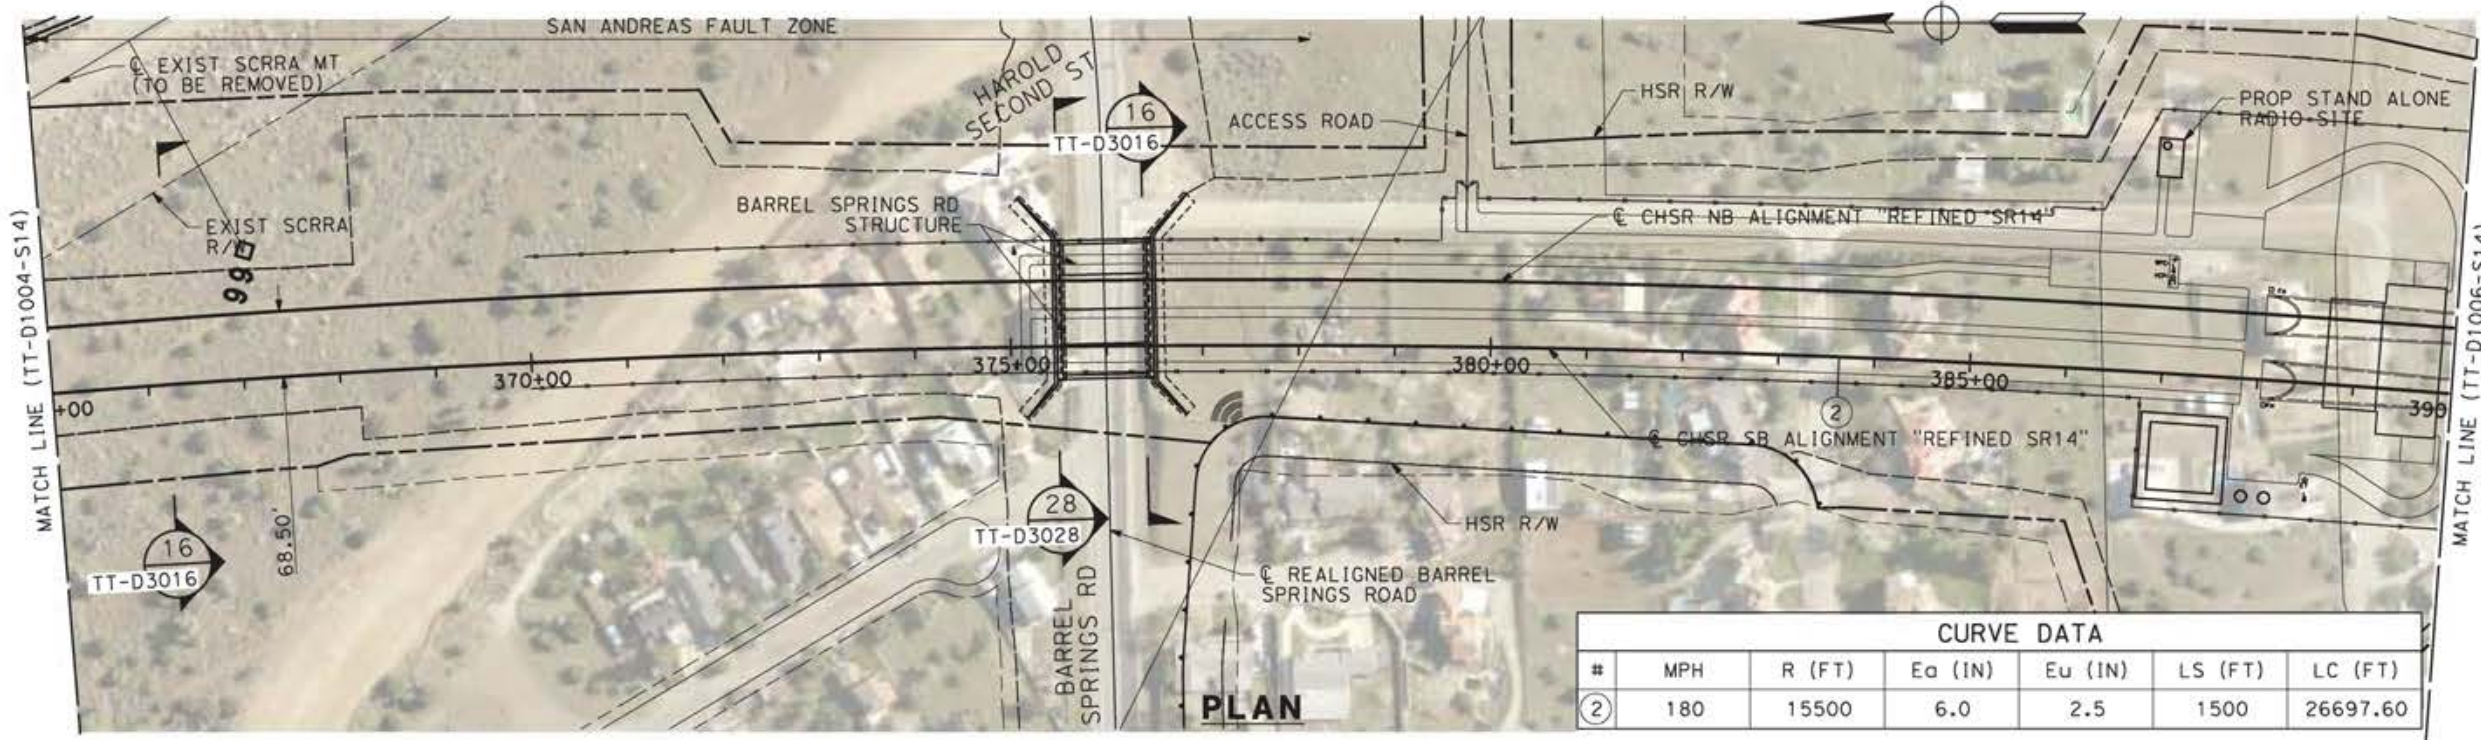 SAN ANDREAS FAULT ZONE
℄ EXIST SCRRA MT
(TO BE REMOVED)
HAROLD
SECOND ST
16
TT-D3016
ACCESS ROAD
HSR R/W
PROP STAND ALONE
RADIO SITE
EXIST SCRRA
R/W
99
BARREL SPRINGS RD
STRUCTURE
℄ CHSR NB ALIGNMENT "REFINED SR14"
MATCH LINE (TT-D1004-S14)
MATCH LINE (TT-D1006-S14)
+00
370+00
375+00
380+00
385+00
390
2
℄ CHSR SB ALIGNMENT "REFINED SR14"
68.50'
16
TT-D3016
28
TT-D3028
HSR R/W
℄ REALIGNED BARREL
SPRINGS ROAD
BARREL
SPRINGS RD
PLAN
CURVE DATA
# MPH R (FT) Ea (IN) Eu (IN) LS (FT) LC (FT)
2 180 15500 6.0 2.5 1500 26697.60